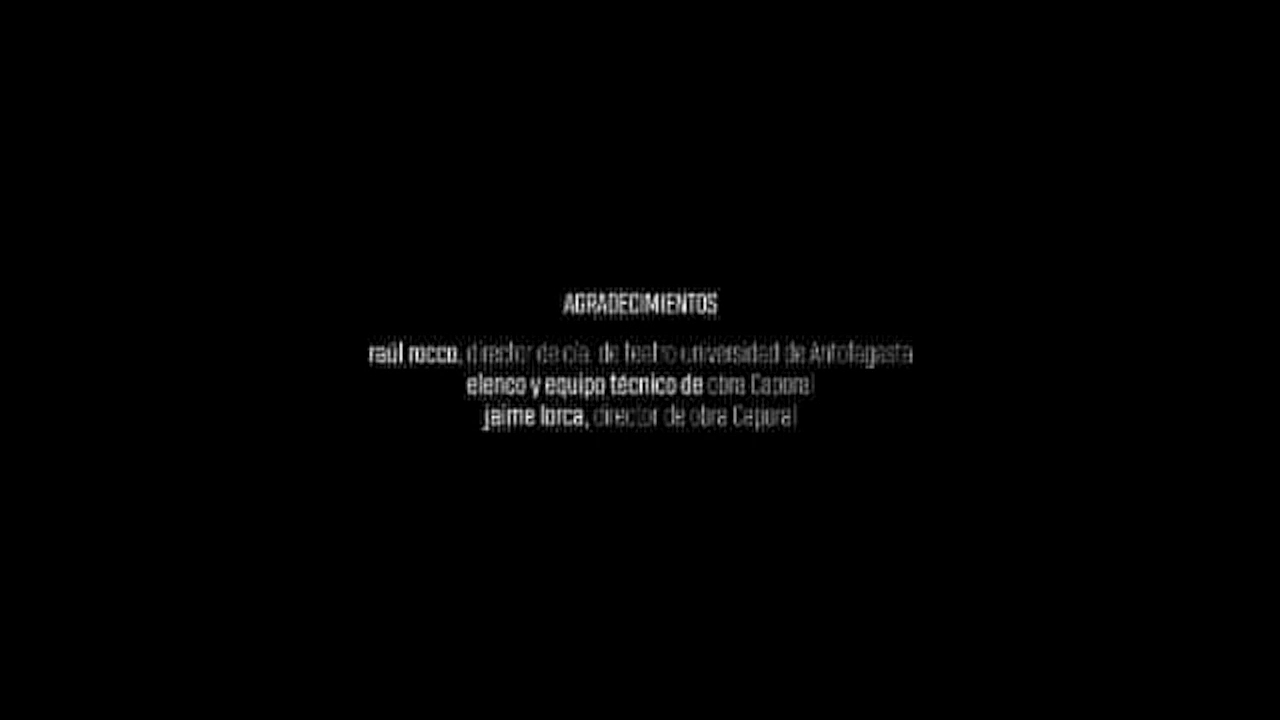 AGRADECIMIENTOS
raúl rocco, director de cía. de teatro universidad de Antofagasta
elenco y equipo técnico de obra Caporal
jaime lorca, director de obra Caporal